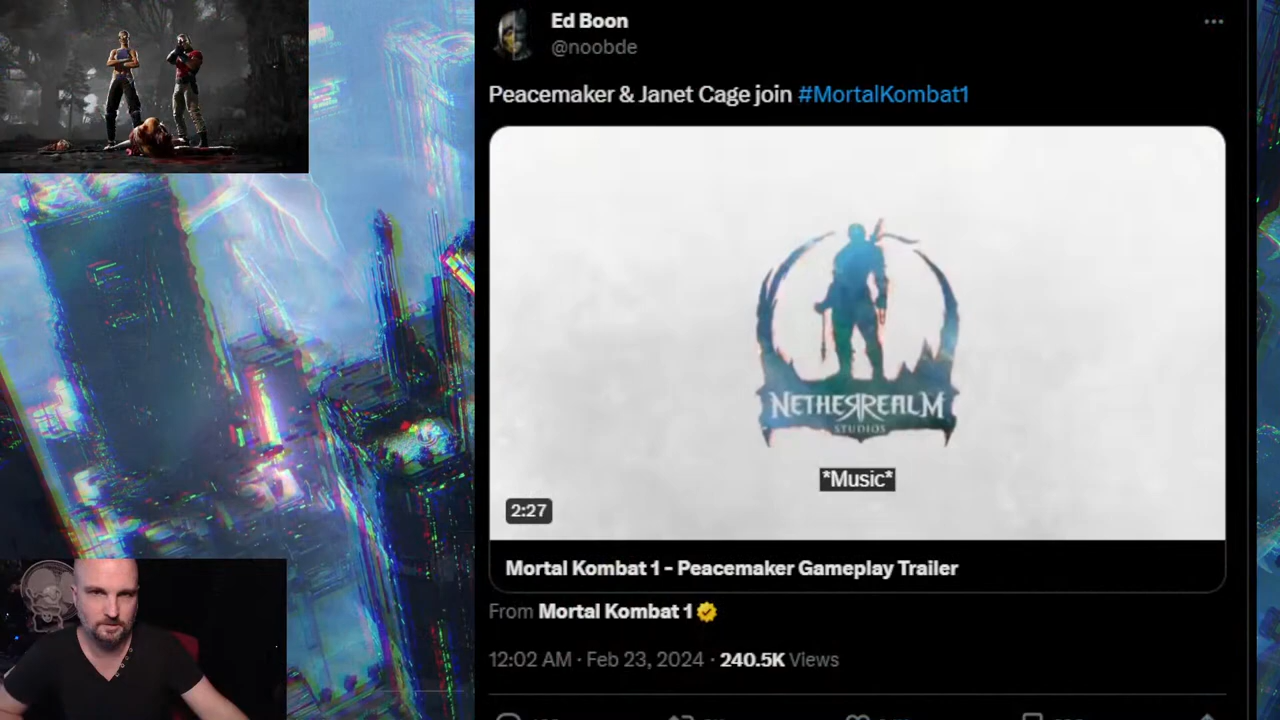 Ed Boon
@noobde
Peacemaker & Janet Cage join #MortalKombat1
NETHERREALM
STUDIOS
*Music*
2:27
Mortal Kombat 1 - Peacemaker Gameplay Trailer
From Mortal Kombat 1
12:02 AM · Feb 23, 2024 · 240.5K Views